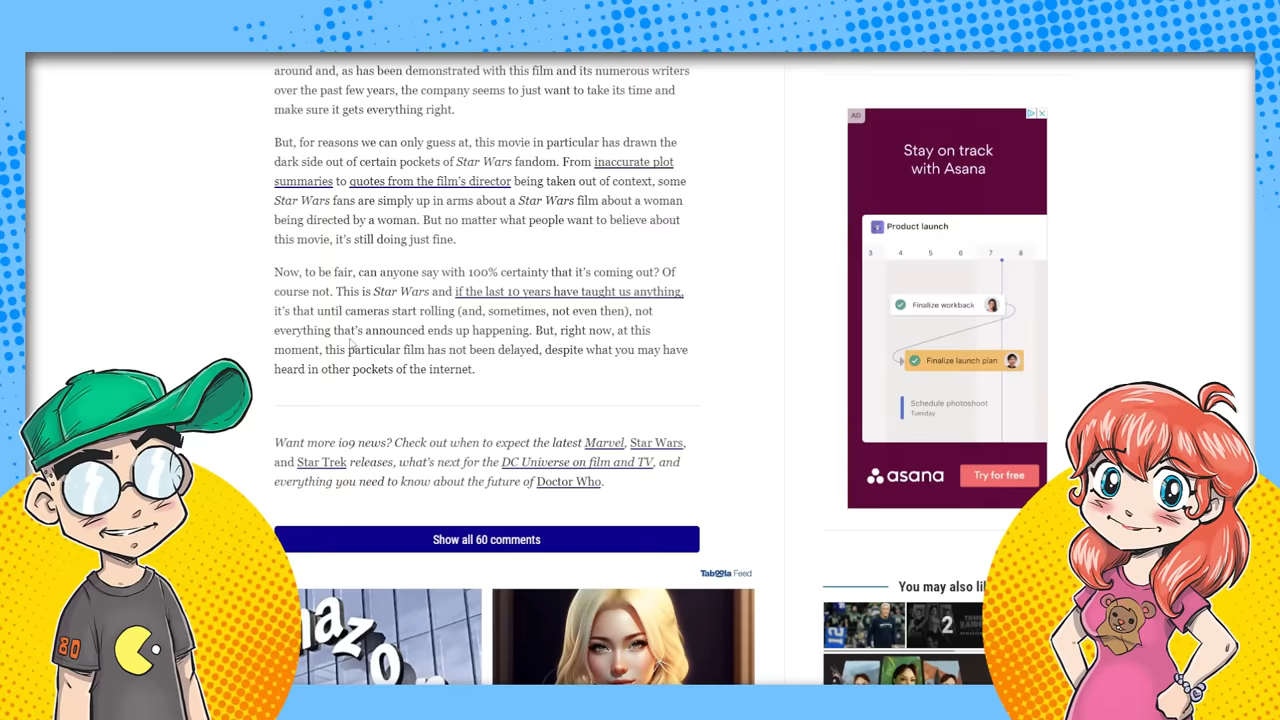 around and, as has been demonstrated with this film and its numerous writers
over the past few years, the company seems to just want to take its time and
make sure it gets everything right.
But, for reasons we can only guess at, this movie in particular has drawn the
dark side out of certain pockets of Star Wars fandom. From inaccurate plot
summaries to quotes from the film's director being taken out of context, some
Star Wars fans are simply up in arms about a Star Wars film about a woman
being directed by a woman. But no matter what people want to believe about
this movie, it's still doing just fine.
Now, to be fair, can anyone say with 100% certainty that it's coming out? Of
course not. This is Star Wars and if the last 10 years have taught us anything,
it's that until cameras start rolling (and, sometimes, not even then), not
everything that's announced ends up happening. But, right now, at this
moment, this particular film has not been delayed, despite what you may have
heard in other pockets of the internet.
Want more io9 news? Check out when to expect the latest Marvel, Star Wars,
and Star Trek releases, what's next for the DC Universe on film and TV, and
everything you need to know about the future of Doctor Who.
Show all 60 comments
Taboola Feed
AD
Stay on track
with Asana
Product launch
3 4 5 6 7 8
Finalize workback
Finalize launch plan
Schedule photoshoot
Tuesday
asana
Try for free
You may also li
12
2
azo
80